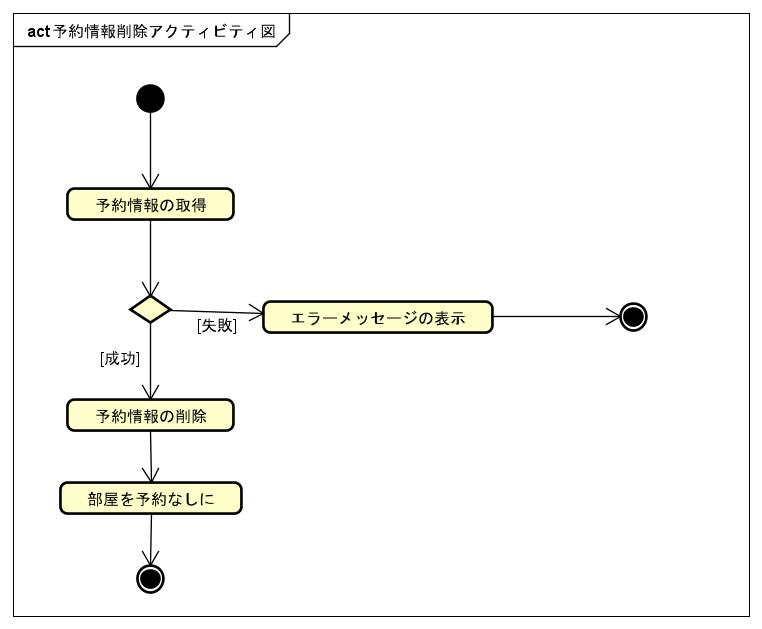 act 予約情報削除アクティビティ図
予約情報の取得
[失敗]
エラーメッセージの表示
[成功]
予約情報の削除
部屋を予約なしに